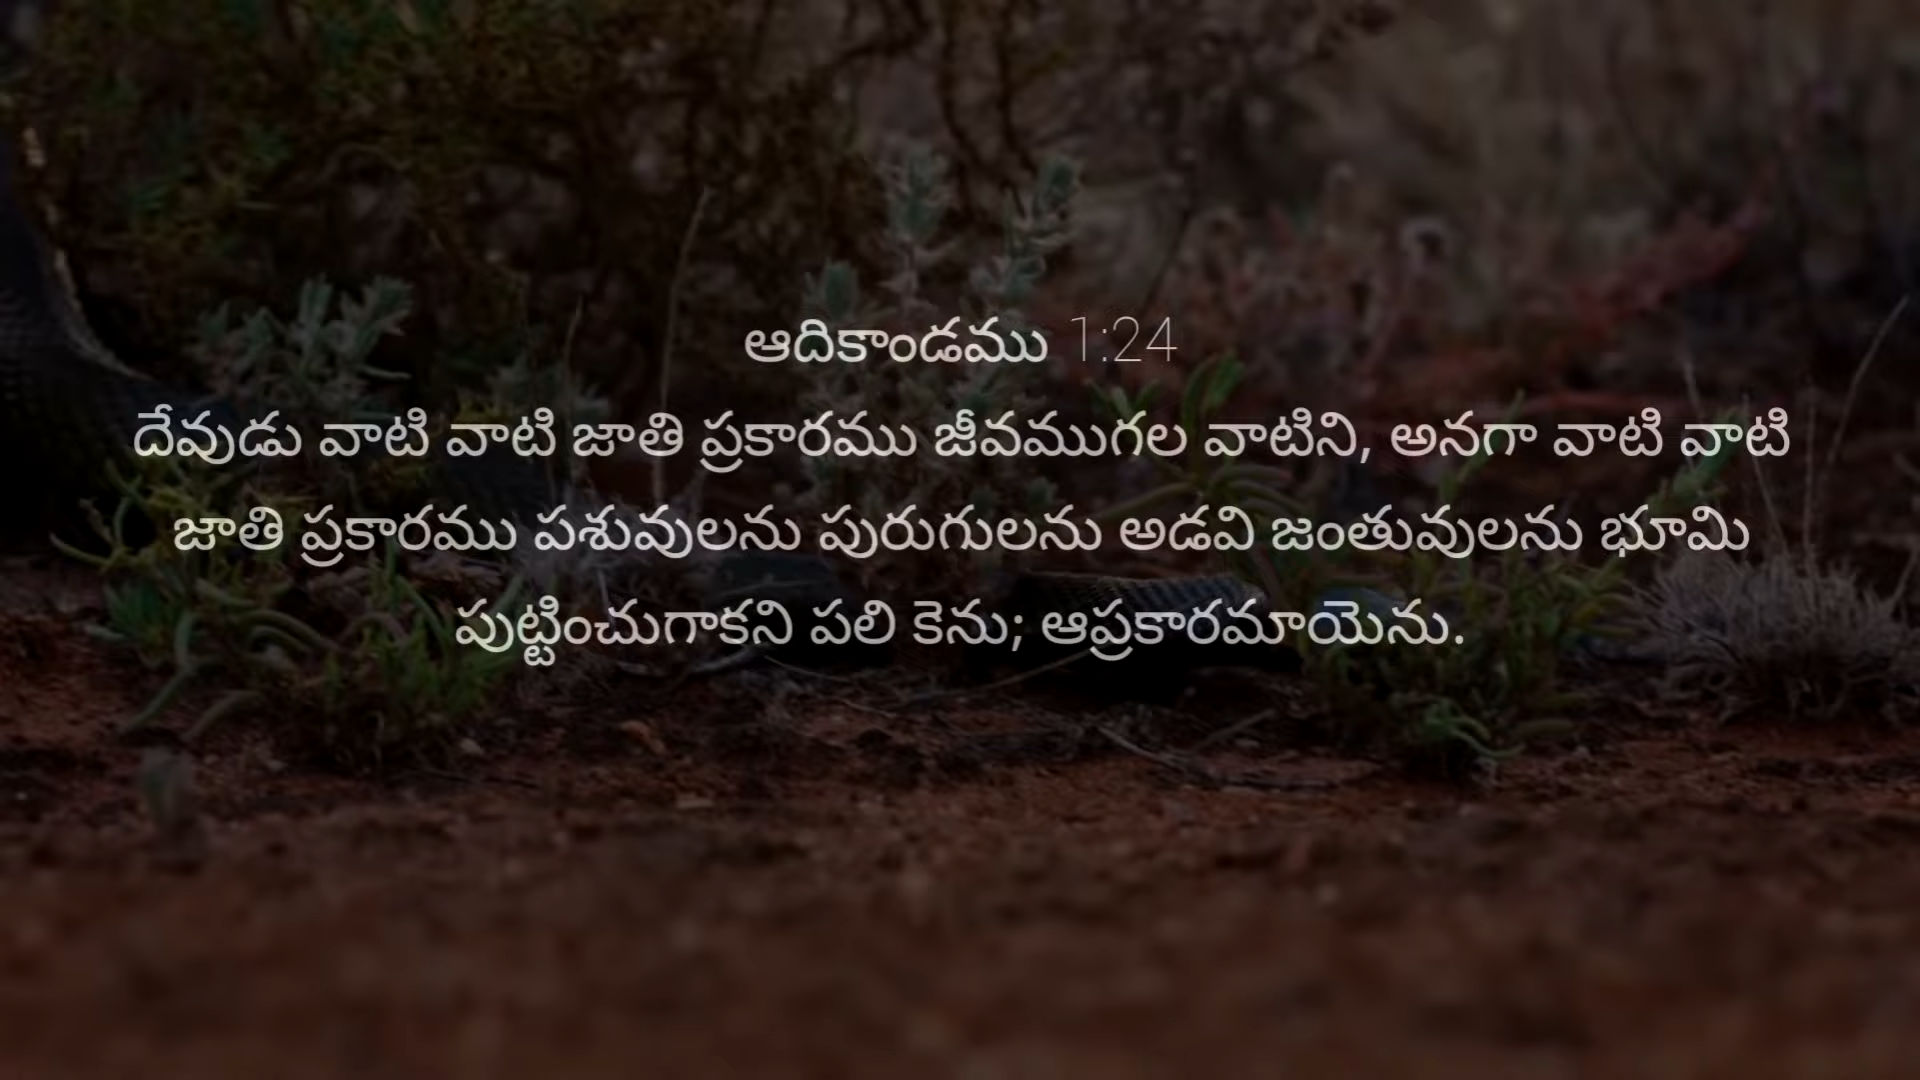 ఆదికాండము 1:24
దేవుడు వాటి వాటి జాతి ప్రకారము జీవముగల వాటిని, అనగా వాటి వాటి
జాతి ప్రకారము పశువులను పురుగులను అడవి జంతువులను భూమి
పుట్టించుగాకని పలి కెను; ఆప్రకారమాయెను.